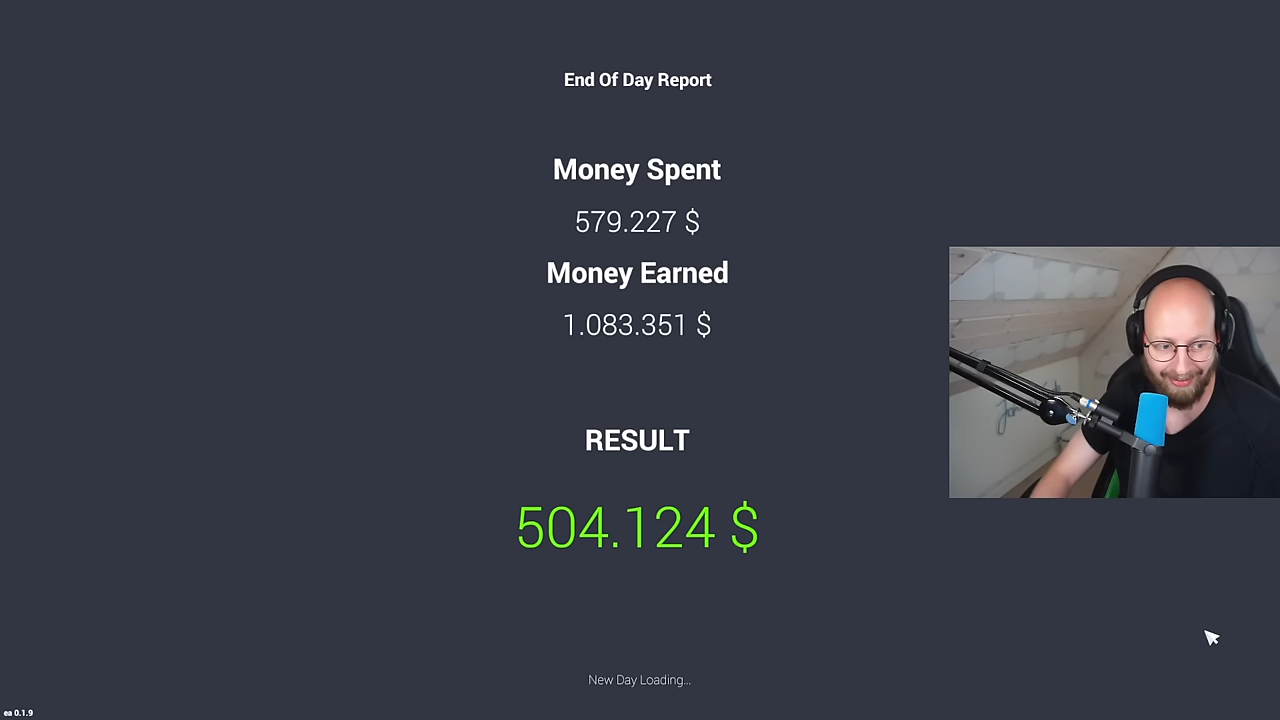 End Of Day Report
Money Spent
579.227 $
Money Earned
1.083.351 $
RESULT
504.124 $
New Day Loading...
ea 0.1.9